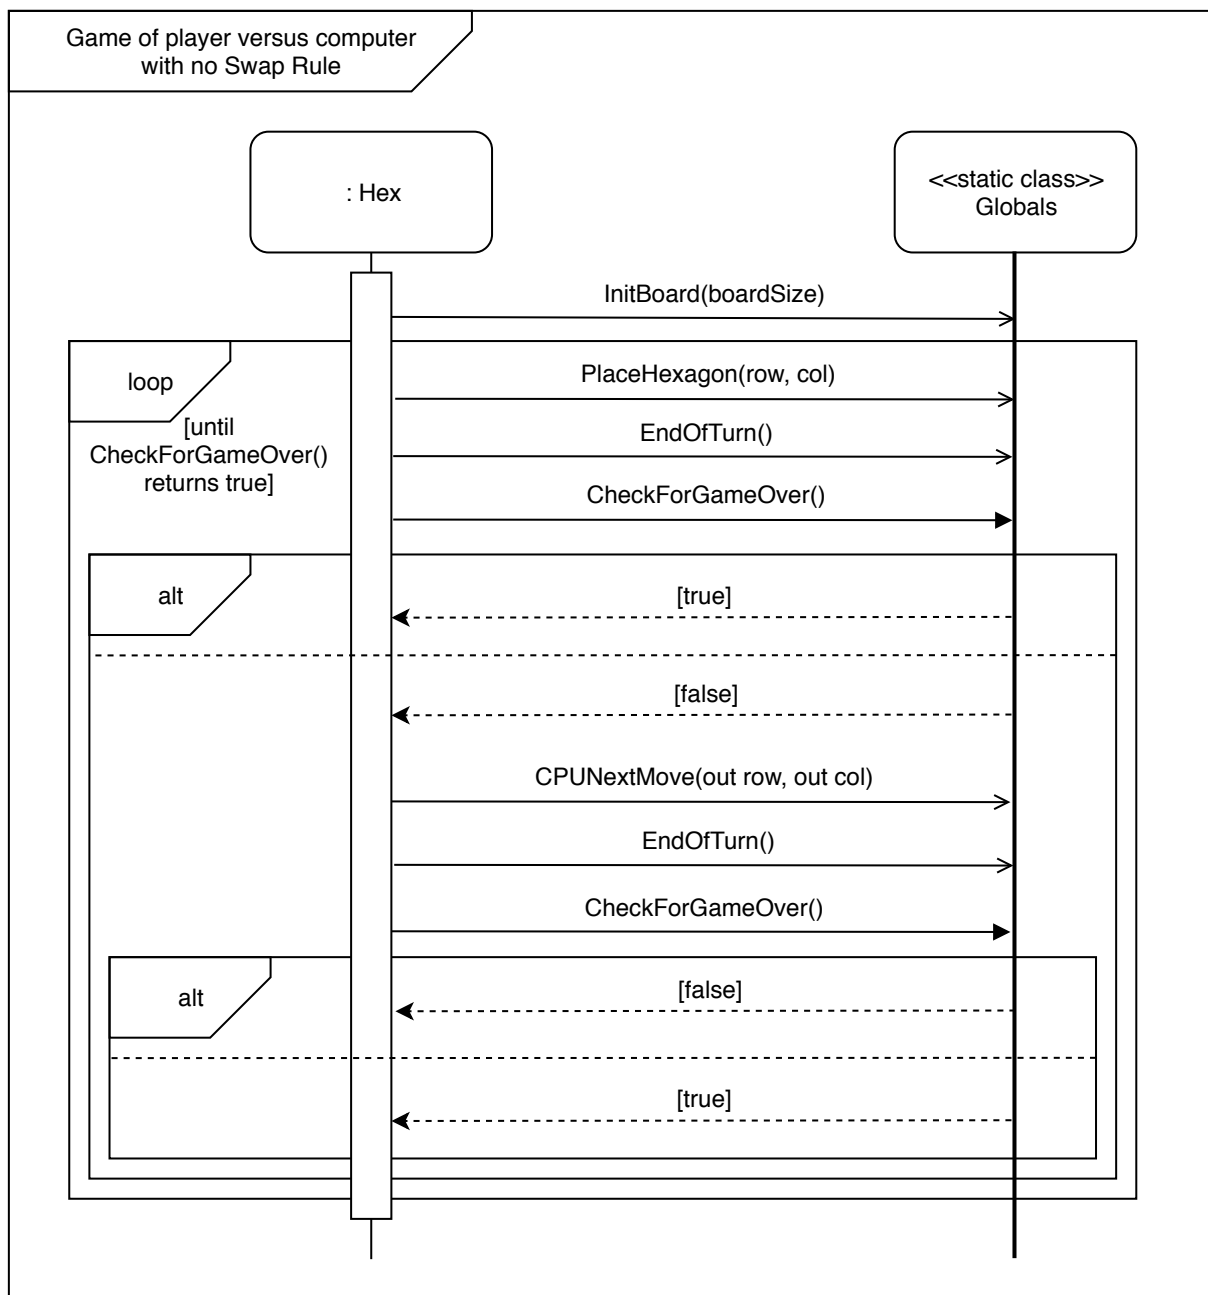 Game of player versus computer
with no Swap Rule
: Hex
<<static class>>
Globals
InitBoard(boardSize)
loop
[until
CheckForGameOver()
returns true]
PlaceHexagon(row, col)
EndOfTurn()
CheckForGameOver()
alt
[true]
[false]
CPUNextMove(out row, out col)
EndOfTurn()
CheckForGameOver()
alt
[false]
[true]